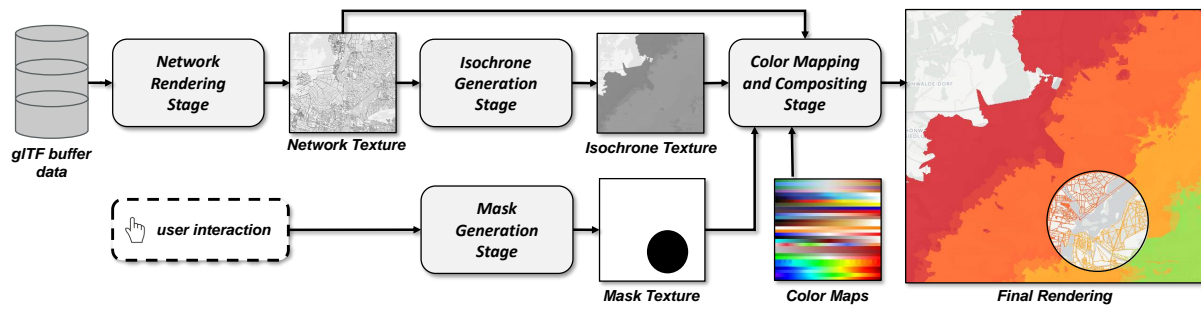 Network
Rendering
Stage
Isochrone
Generation
Stage
Color Mapping
and Compositing
Stage
glTF buffer
data
Network Texture
Isochrone Texture
user interaction
Mask
Generation
Stage
Mask Texture
Color Maps
Final Rendering